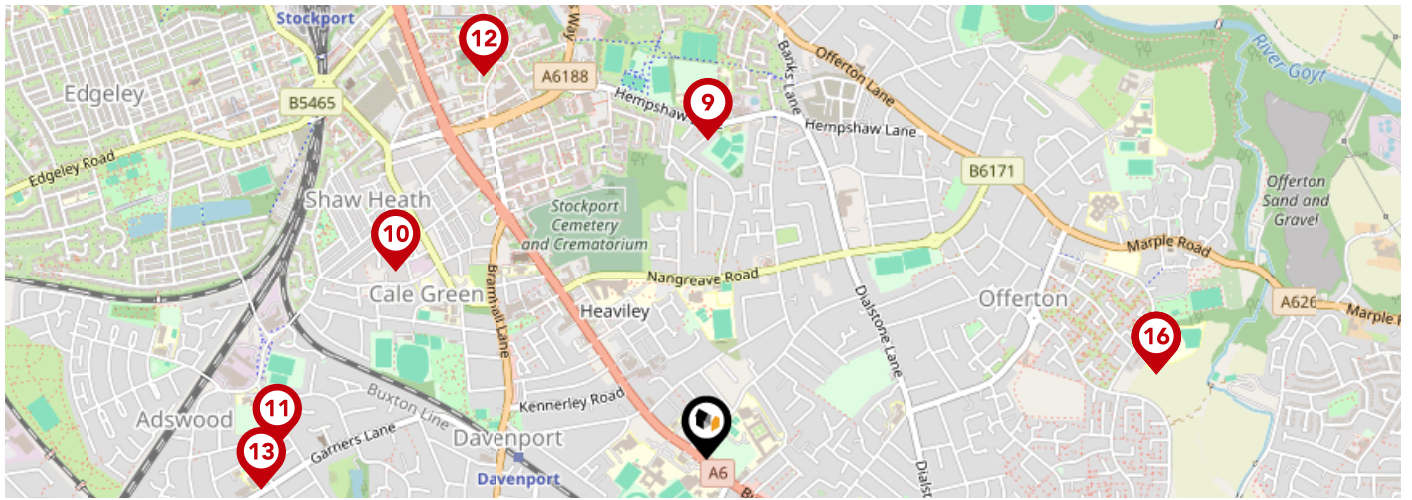 Stockport
12
s Way
A6188
Banks Lane
Offerton Lane
River Goyt
Edgeley
B5465
Hempshaw
9
Hempshaw Lane
Edgeley Road
B6171
Shaw Heath
Stockport
Cemetery
and Crematorium
Offerton
Sand and
Gravel
10
Marple Road
Bramhall Lane
Nangreave Road
Cale Green
Heaviley
Dialstone Lane
Offerton
A626
Marple R
16
Buxton Line
Kennerley Road
11
Adswood
13
Garners Lane
Davenport
Davenport
A6
Dialst